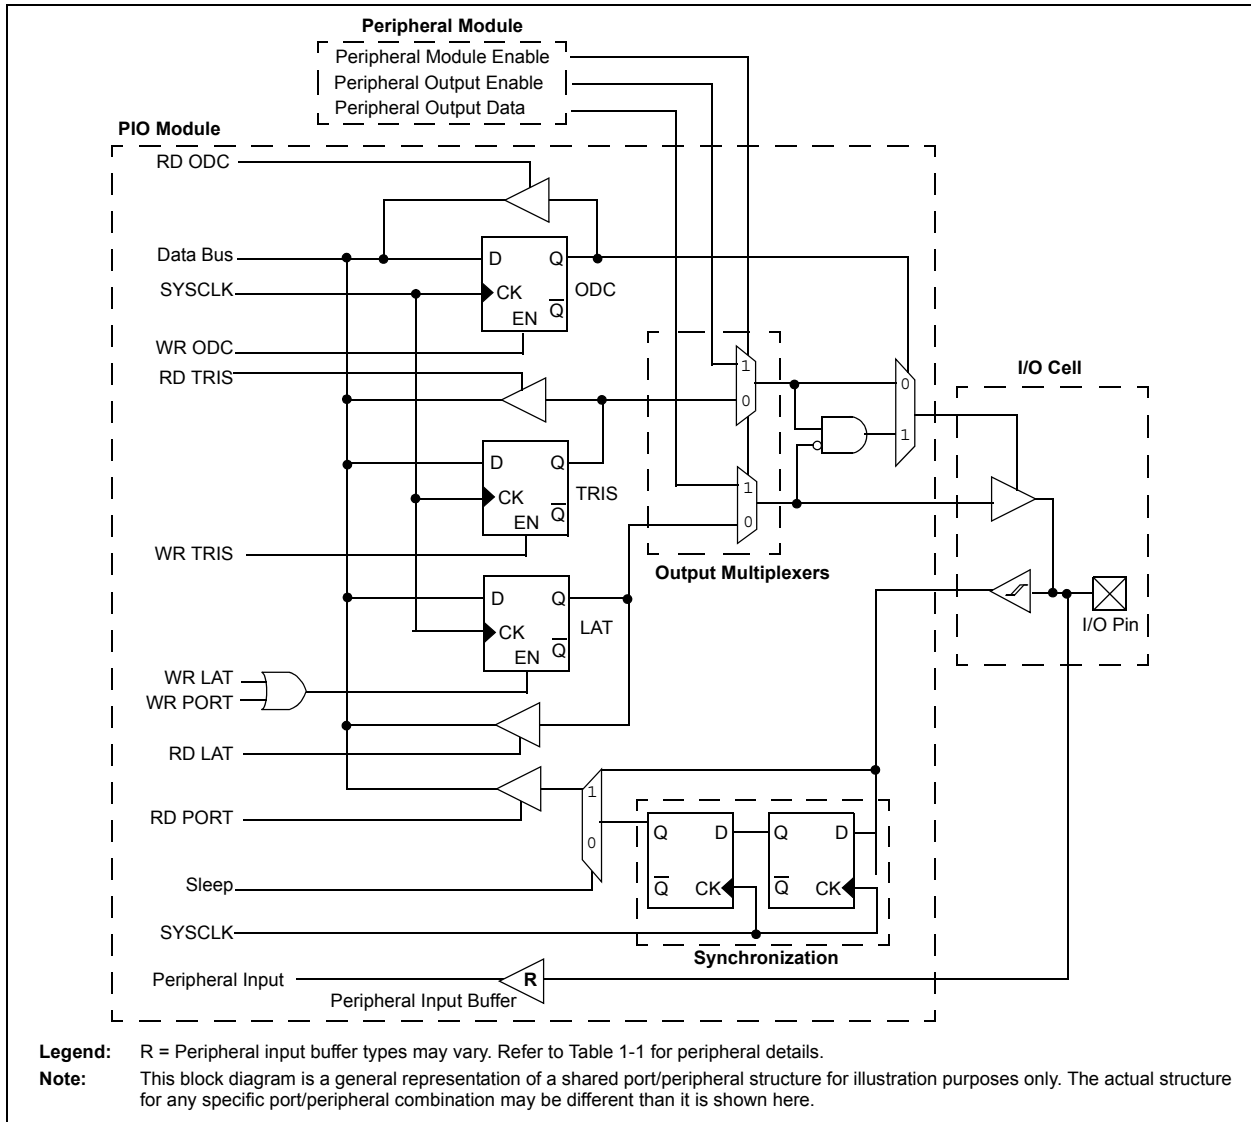 Peripheral Module
Peripheral Module Enable
Peripheral Output Enable
Peripheral Output Data
PIO Module
RD ODC
Data Bus
D
Q
SYSCLK
CK
Q
ODC
EN
WR ODC
RD TRIS
1
0
0
1
I/O Cell
D
Q
CK
Q
TRIS
EN
WR TRIS
1
0
Output Multiplexers
D
Q
CK
Q
LAT
EN
I/O Pin
WR LAT
WR PORT
RD LAT
RD PORT
1
0
Q
D
Q
D
Q
CK
Q
CK
Sleep
SYSCLK
Synchronization
Peripheral Input
R
Peripheral Input Buffer
Legend: R = Peripheral input buffer types may vary. Refer to Table 1-1 for peripheral details.
Note: This block diagram is a general representation of a shared port/peripheral structure for illustration purposes only. The actual structure
for any specific port/peripheral combination may be different than it is shown here.